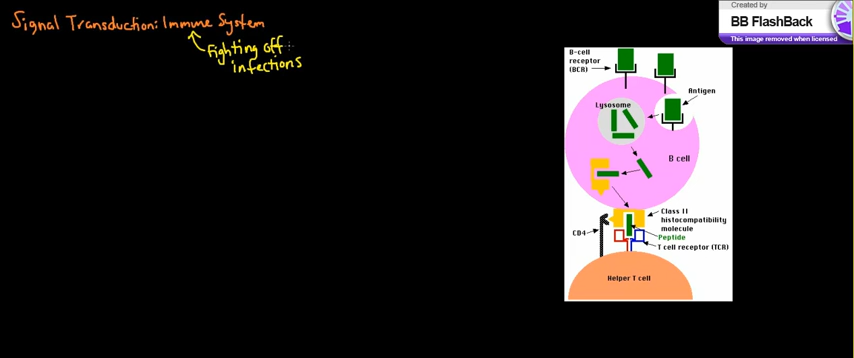 Signal Transduction: Immune System
Fighting off
infections
Created by
BB FlashBack
This image removed when licensed
B-cell
receptor
(BCR)
Antigen
Lysosome
B cell
Class II
histocompatibility
molecule
Peptide
T cell receptor (TCR)
CD4
Helper T cell